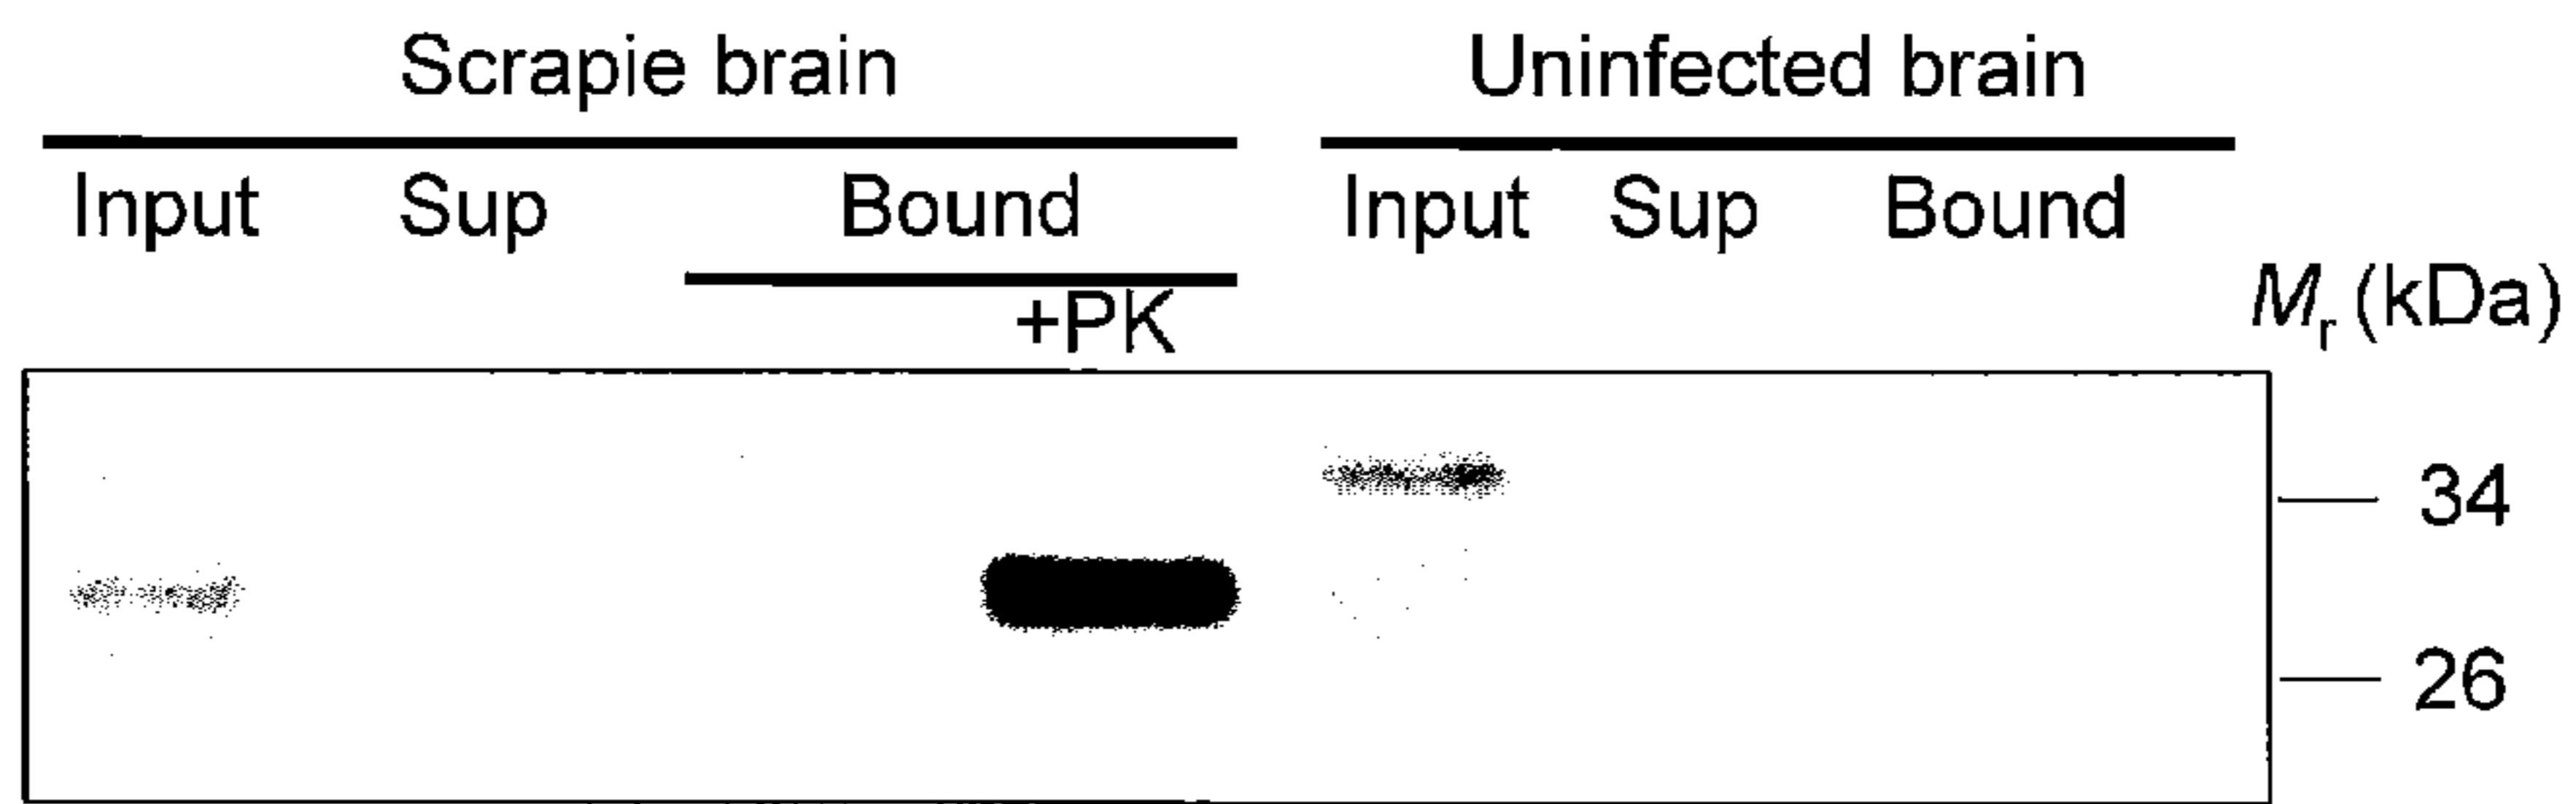 Scrapie brain Uninfected brain
Input Sup Bound Input Sup Bound
+PK Mr (kDa)
34
26